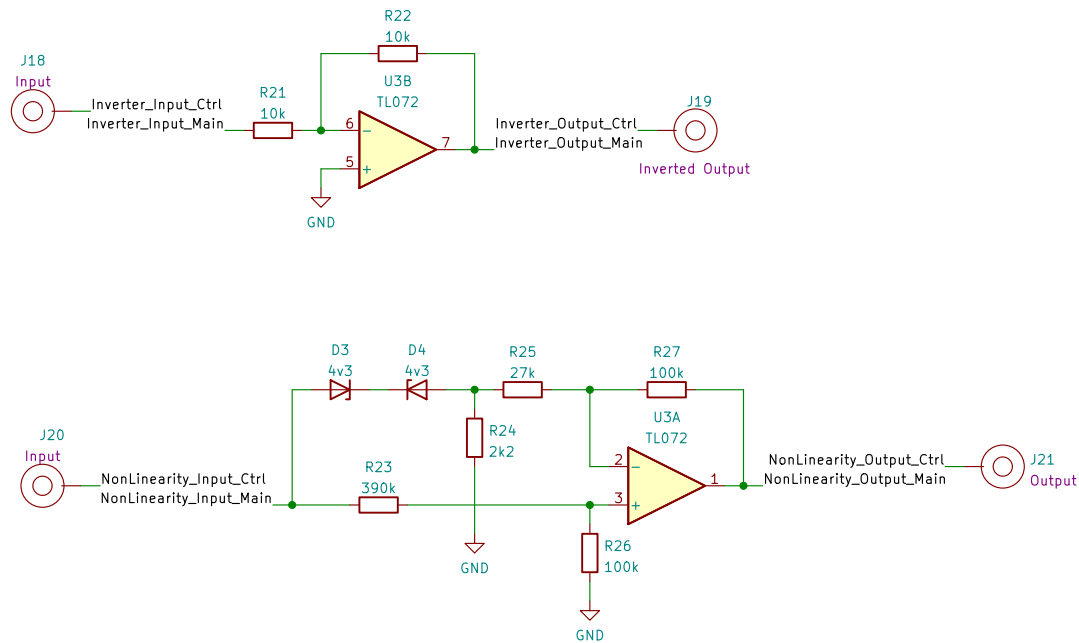 R22
10k
J18
Input
U3B
TL072
R21
10k
Inverter_Input_Ctrl
Inverter_Input_Main
6
5
7
GND
Inverter_Output_Ctrl
Inverter_Output_Main
J19
Inverted Output
D3
4v3
D4
4v3
R25
27k
R27
100k
U3A
TL072
R24
2k2
J20
Input
NonLinearity_Input_Ctrl
NonLinearity_Input_Main
R23
390k
2
3
1
NonLinearity_Output_Ctrl
NonLinearity_Output_Main
J21
Output
R26
100k
GND
GND